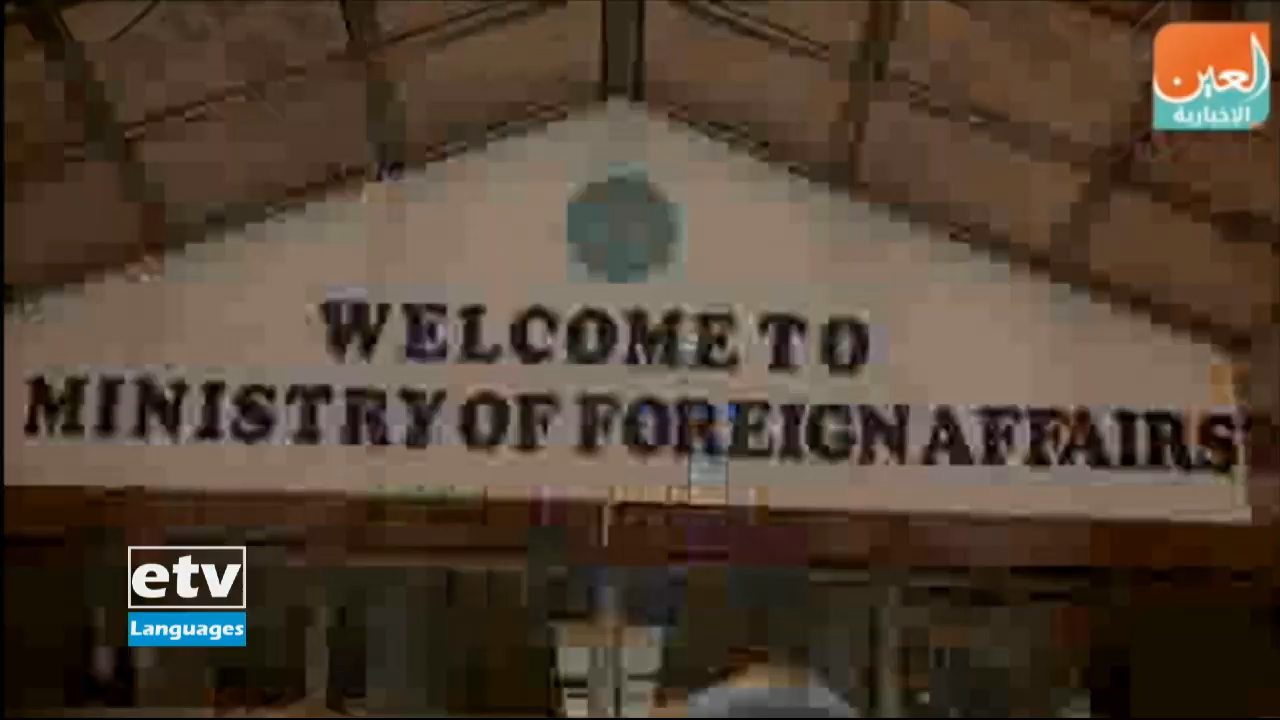 العين
الإخبارية
WELCOME TO
MINISTRY OF FOREIGN AFFAIRS
etv
Languages